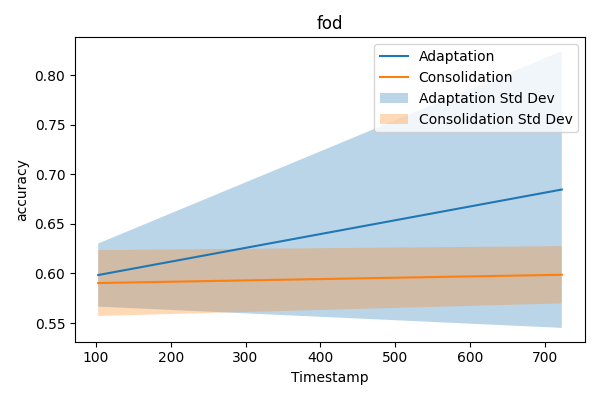 fod
Adaptation
Consolidation
Adaptation Std Dev
Consolidation Std Dev
accuracy
0.80
0.75
0.70
0.65
0.60
0.55
100
200
300
400
500
600
700
Timestamp